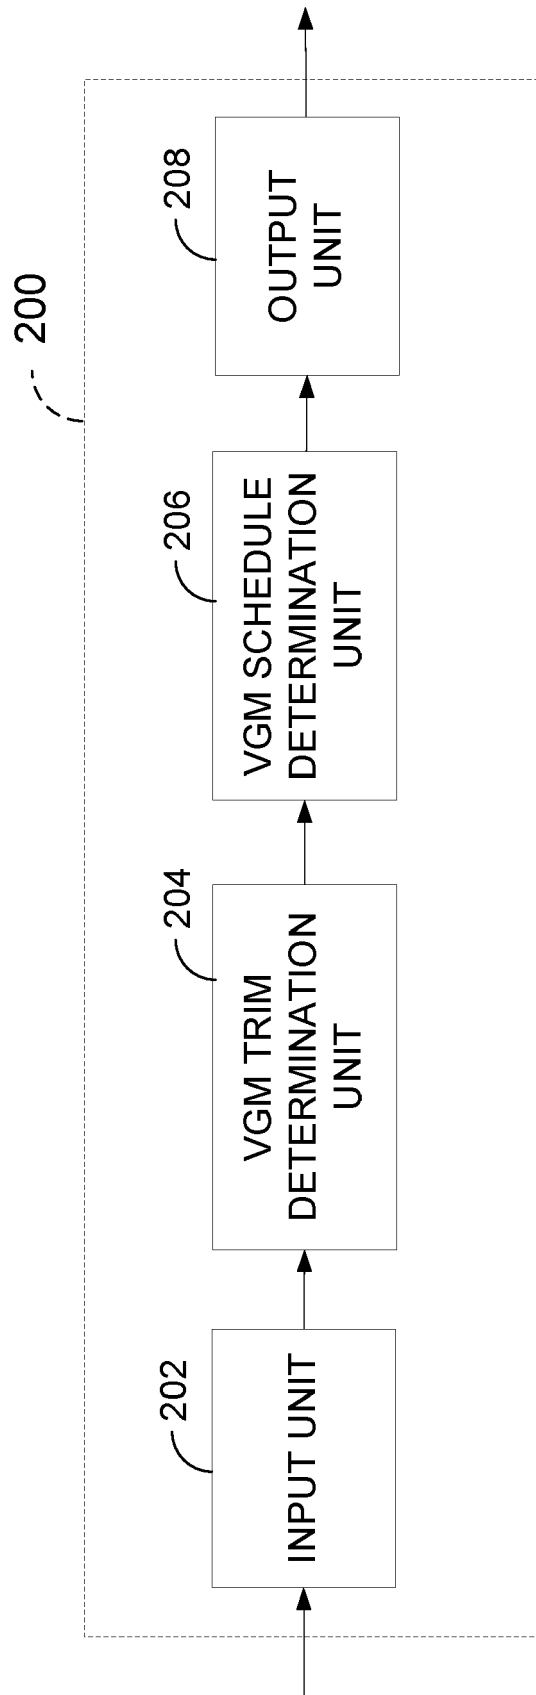 200
202
INPUT UNIT
204
VGM TRIM
DETERMINATION
UNIT
206
VGM SCHEDULE
DETERMINATION
UNIT
208
OUTPUT
UNIT